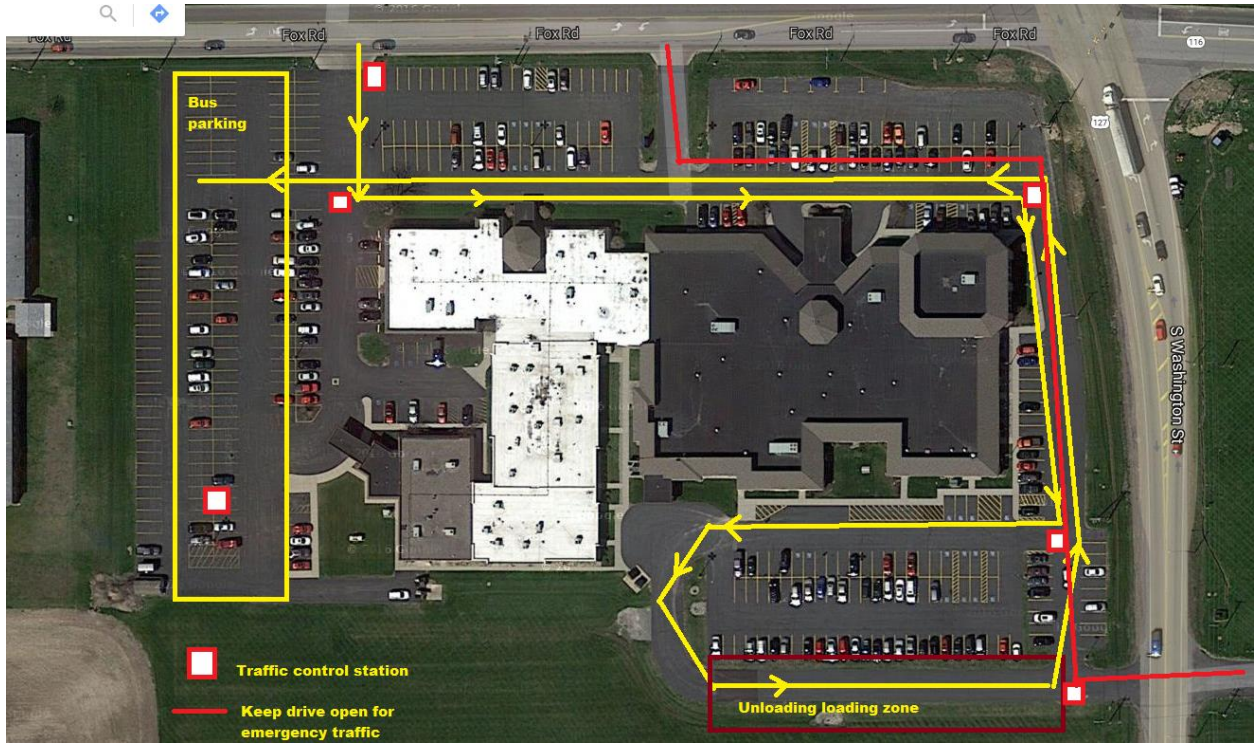 Fox Rd
Fox Rd
Fox Rd
Fox Rd
Fox Rd
116
127
Bus
parking
S Washington St
Google
Traffic control station
Keep drive open for
emergency traffic
Unloading loading zone